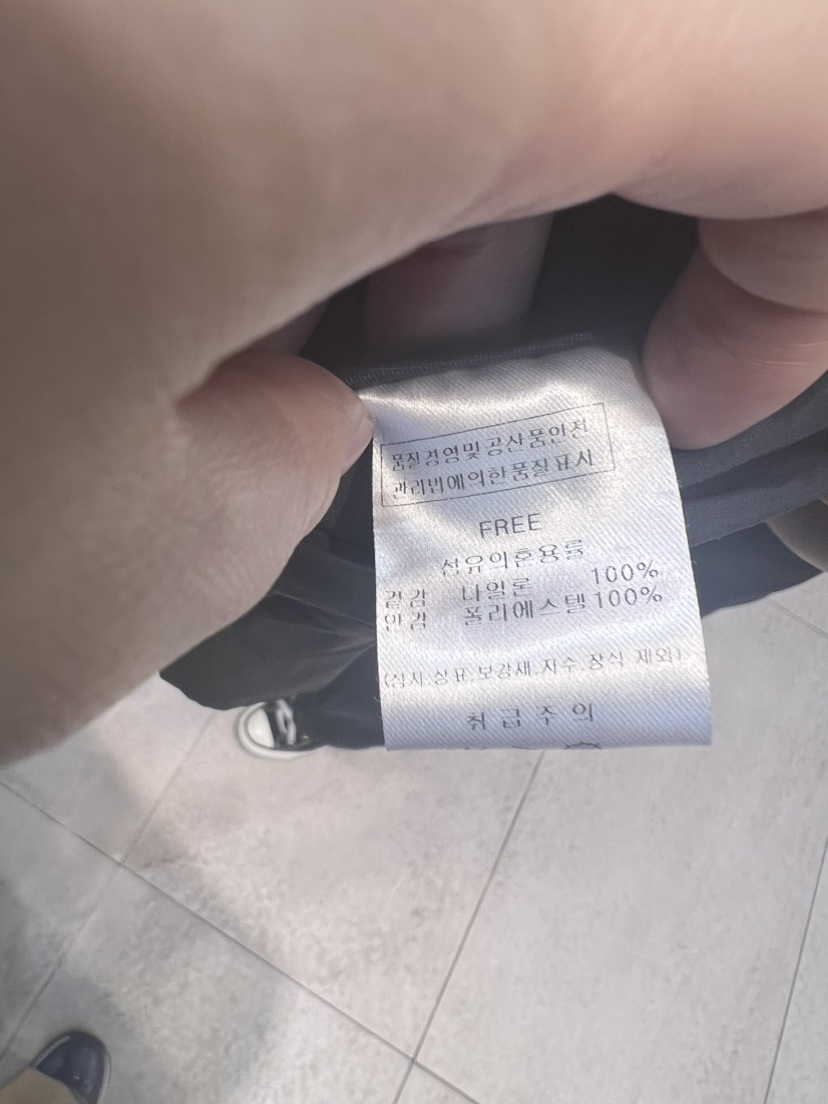 품질경영및공산품안전
관리법에의한품질표시
FREE
섬유의혼용률
겉감 나일론 100%
안감 폴리에스텔 100%
(심지.상표.보강재.자수.장식 제외)
취급주의